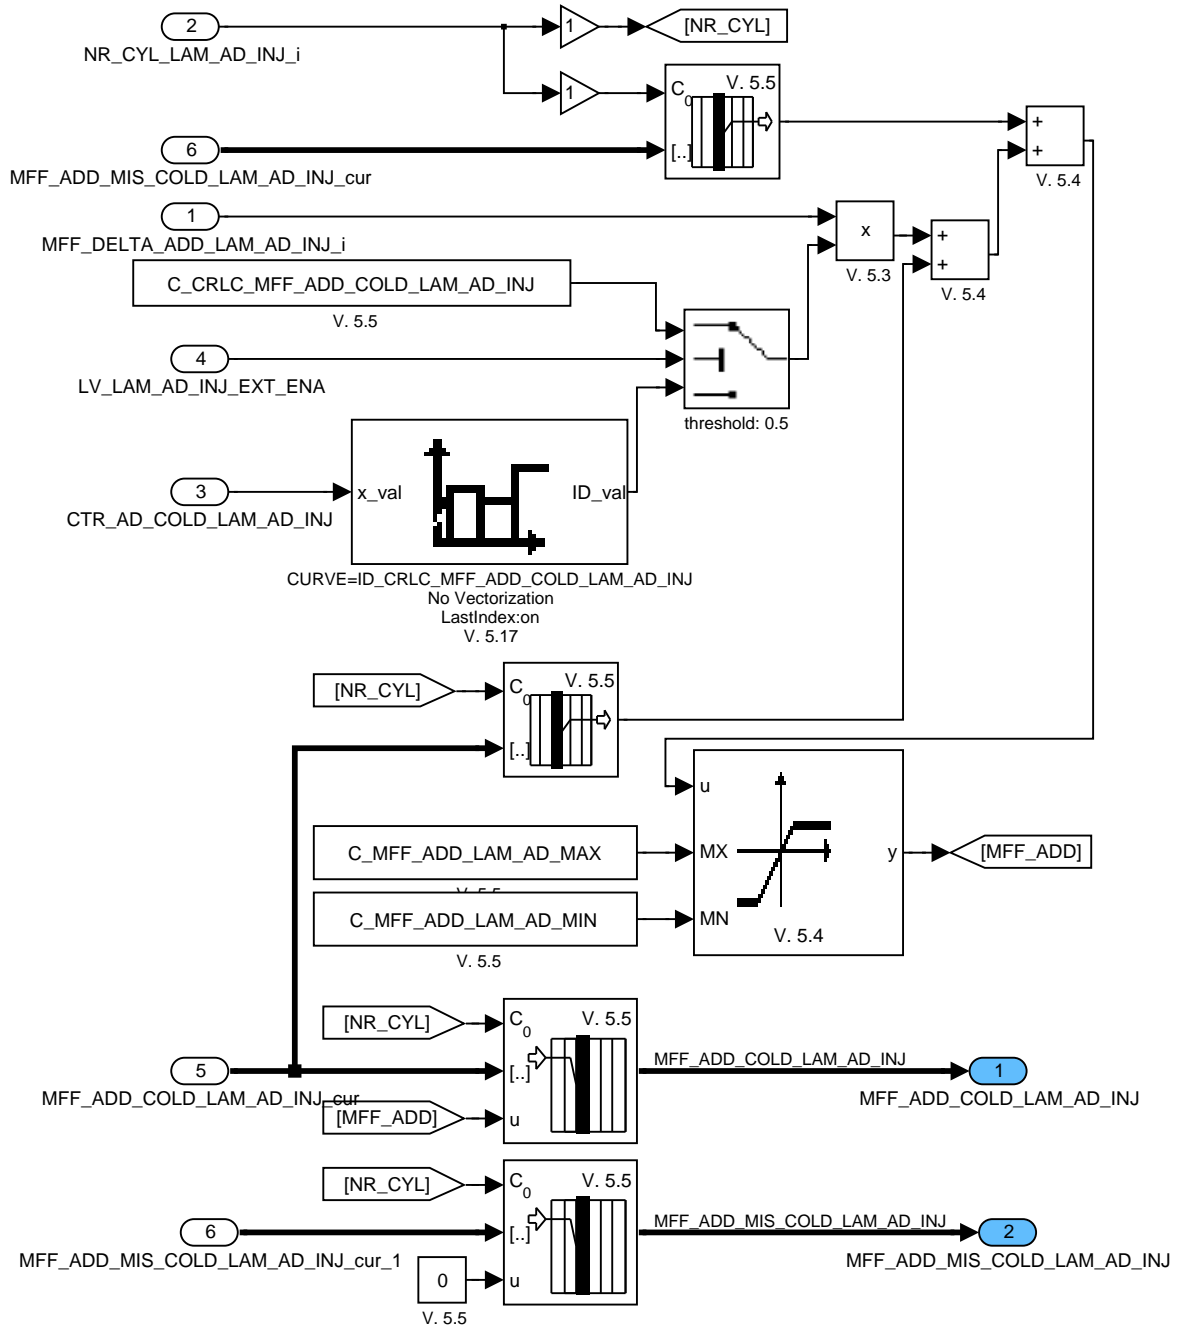 2
NR_CYL_LAM_AD_INJ_i
1
[NR_CYL]
1
C0
V. 5.5
[..]
6
MFF_ADD_MIS_COLD_LAM_AD_INJ_cur
+
+
V. 5.4
1
MFF_DELTA_ADD_LAM_AD_INJ_i
x
V. 5.3
+
+
V. 5.4
C_CRLC_MFF_ADD_COLD_LAM_AD_INJ
V. 5.5
4
LV_LAM_AD_INJ_EXT_ENA
threshold: 0.5
3
CTR_AD_COLD_LAM_AD_INJ
x_val
ID_val
CURVE=ID_CRLC_MFF_ADD_COLD_LAM_AD_INJ
No Vectorization
LastIndex:on
V. 5.17
[NR_CYL]
C0
V. 5.5
[..]
u
MX
MN
y
V. 5.4
[MFF_ADD]
C_MFF_ADD_LAM_AD_MAX
V. 5.5
C_MFF_ADD_LAM_AD_MIN
V. 5.5
[NR_CYL]
C0
V. 5.5
5
MFF_ADD_COLD_LAM_AD_INJ_cur
[..]
[MFF_ADD]
u
MFF_ADD_COLD_LAM_AD_INJ
1
MFF_ADD_COLD_LAM_AD_INJ
[NR_CYL]
C0
V. 5.5
6
MFF_ADD_MIS_COLD_LAM_AD_INJ_cur_1
[..]
0
V. 5.5
u
MFF_ADD_MIS_COLD_LAM_AD_INJ
2
MFF_ADD_MIS_COLD_LAM_AD_INJ